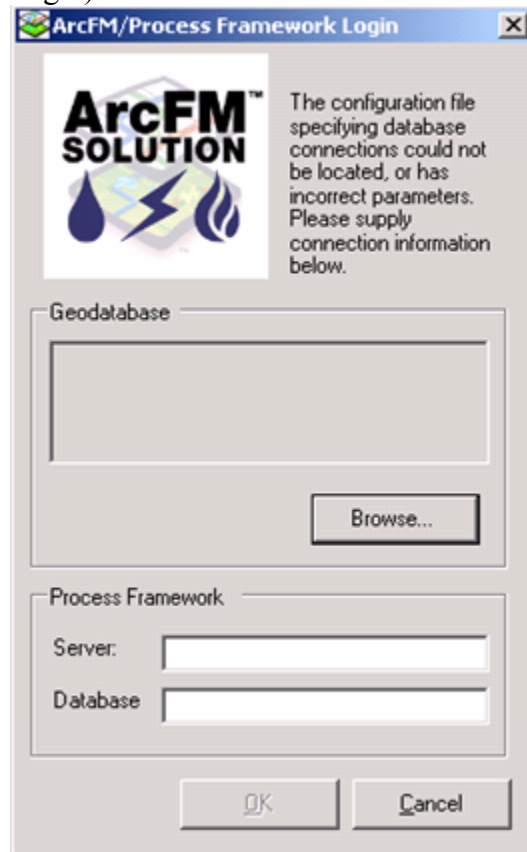 ArcFM/Process Framework Login
ArcFM™
SOLUTION
The configuration file
specifying database
connections could not
be located, or has
incorrect parameters.
Please supply
connection information
below.
Geodatabase
Browse...
Process Framework
Server:
Database
OK
Cancel